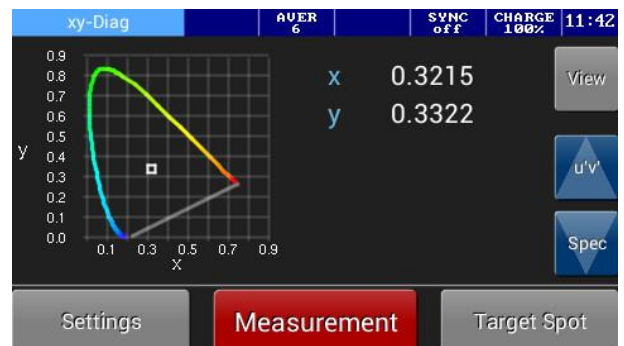 xy-Diag AVER 6 SYNC off CHARGE 100% 11:42
0.9
0.8
0.7
0.6
0.5
0.4
0.3
0.2
0.1
0.0
y
0.1 0.3 0.5 0.7 0.9
X
x 0.3215
y 0.3322
View
u'v'
Spec
Settings Measurement Target Spot